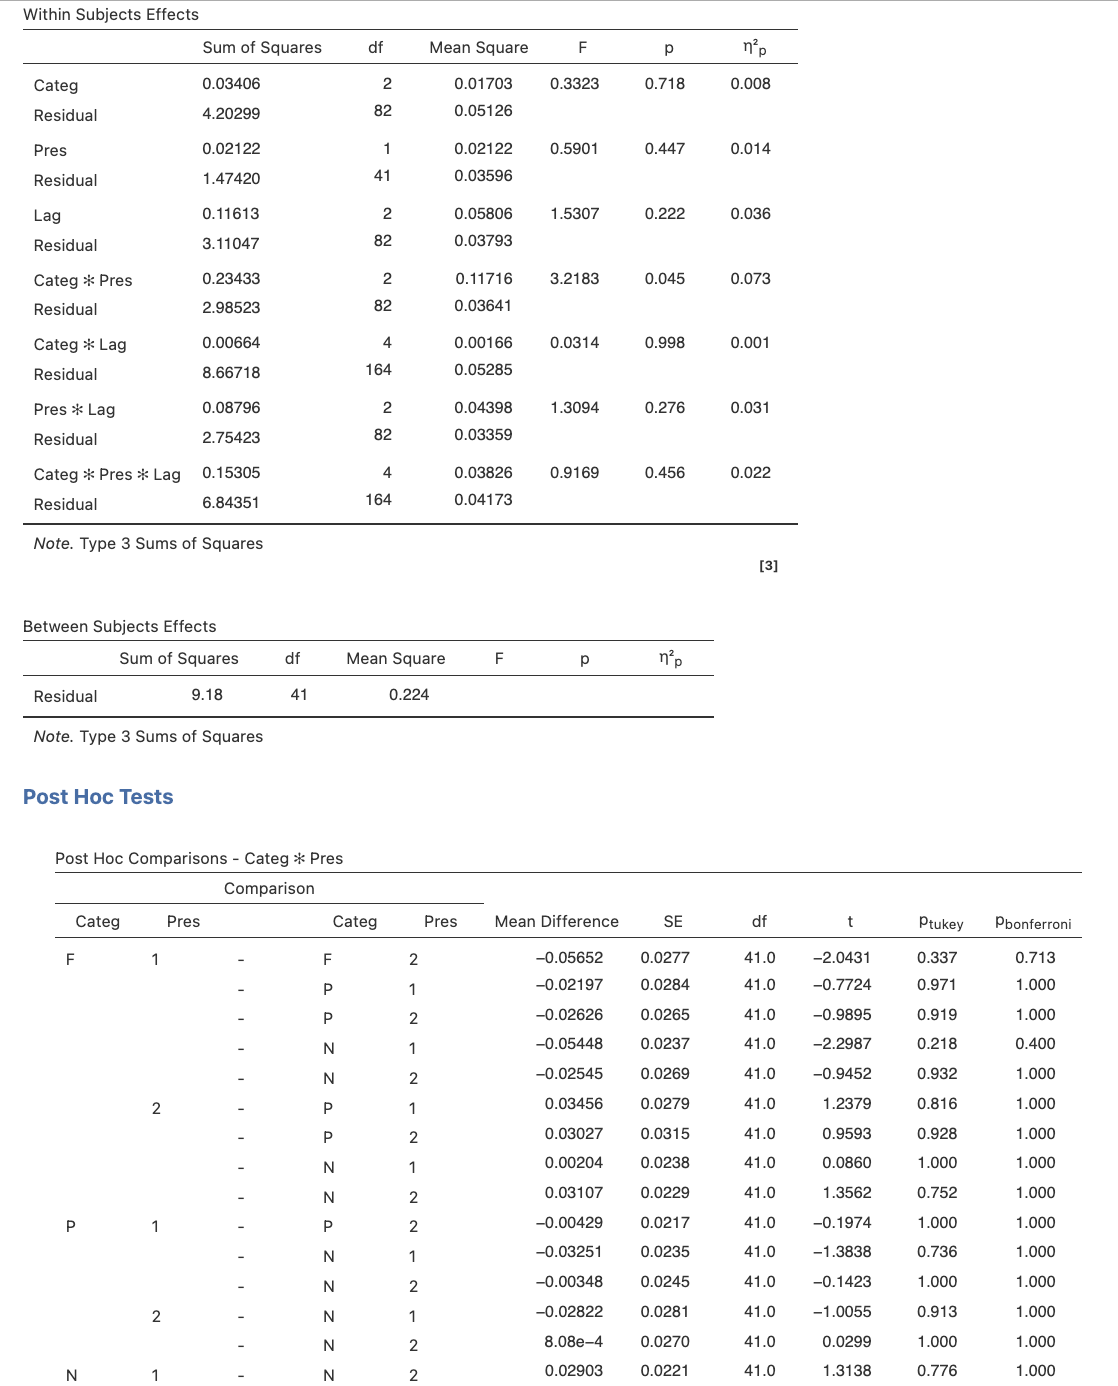 Within Subjects Effects
Sum of Squares df Mean Square F p η²p
Categ 0.03406 2 0.01703 0.3323 0.718 0.008
Residual 4.20299 82 0.05126
Pres 0.02122 1 0.02122 0.5901 0.447 0.014
Residual 1.47420 41 0.03596
Lag 0.11613 2 0.05806 1.5307 0.222 0.036
Residual 3.11047 82 0.03793
Categ ✻ Pres 0.23433 2 0.11716 3.2183 0.045 0.073
Residual 2.98523 82 0.03641
Categ ✻ Lag 0.00664 4 0.00166 0.0314 0.998 0.001
Residual 8.66718 164 0.05285
Pres ✻ Lag 0.08796 2 0.04398 1.3094 0.276 0.031
Residual 2.75423 82 0.03359
Categ ✻ Pres ✻ Lag 0.15305 4 0.03826 0.9169 0.456 0.022
Residual 6.84351 164 0.04173
Note. Type 3 Sums of Squares
[3]
Between Subjects Effects
Sum of Squares df Mean Square F p η²p
Residual 9.18 41 0.224
Note. Type 3 Sums of Squares
Post Hoc Tests
Post Hoc Comparisons - Categ ✻ Pres
Comparison
Categ Pres Categ Pres Mean Difference SE df t ptukey pbonferroni
F 1 - F 2 −0.05652 0.0277 41.0 −2.0431 0.337 0.713
- P 1 −0.02197 0.0284 41.0 −0.7724 0.971 1.000
- P 2 −0.02626 0.0265 41.0 −0.9895 0.919 1.000
- N 1 −0.05448 0.0237 41.0 −2.2987 0.218 0.400
- N 2 −0.02545 0.0269 41.0 −0.9452 0.932 1.000
2 - P 1 0.03456 0.0279 41.0 1.2379 0.816 1.000
- P 2 0.03027 0.0315 41.0 0.9593 0.928 1.000
- N 1 0.00204 0.0238 41.0 0.0860 1.000 1.000
- N 2 0.03107 0.0229 41.0 1.3562 0.752 1.000
P 1 - P 2 −0.00429 0.0217 41.0 −0.1974 1.000 1.000
- N 1 −0.03251 0.0235 41.0 −1.3838 0.736 1.000
- N 2 −0.00348 0.0245 41.0 −0.1423 1.000 1.000
2 - N 1 −0.02822 0.0281 41.0 −1.0055 0.913 1.000
- N 2 8.08e−4 0.0270 41.0 0.0299 1.000 1.000
N 1 - N 2 0.02903 0.0221 41.0 1.3138 0.776 1.000